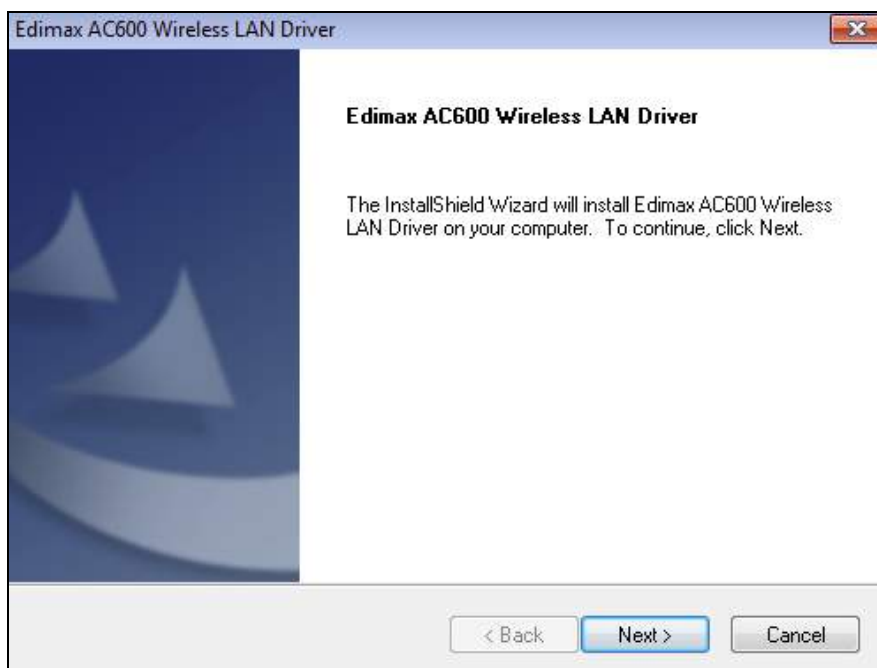 Edimax AC600 Wireless LAN Driver
Edimax AC600 Wireless LAN Driver
The InstallShield Wizard will install Edimax AC600 Wireless
LAN Driver on your computer.  To continue, click Next.
< Back
Next >
Cancel